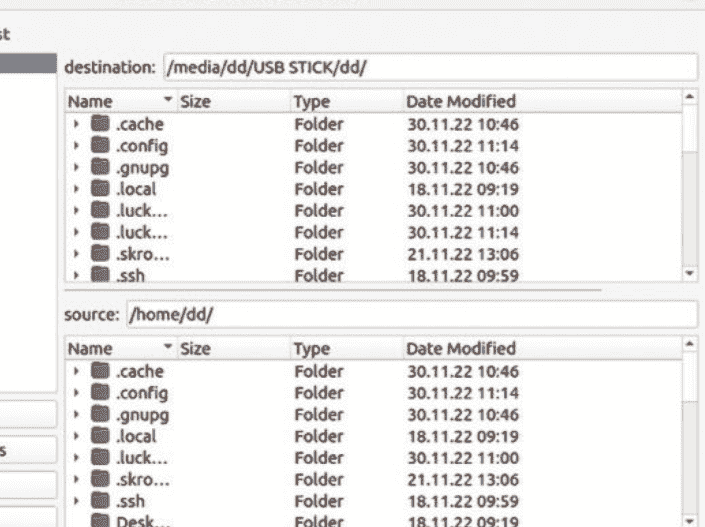 st
destination: /media/dd/USB STICK/dd/
Name Size Type Date Modified
.cache Folder 30.11.22 10:46
.config Folder 30.11.22 11:14
.gnupg Folder 30.11.22 10:46
.local Folder 18.11.22 09:19
.luck... Folder 30.11.22 11:00
.luck... Folder 30.11.22 11:14
.skro... Folder 21.11.22 13:06
.ssh Folder 18.11.22 09:59
source: /home/dd/
Name Size Type Date Modified
.cache Folder 30.11.22 10:46
.config Folder 30.11.22 11:14
.gnupg Folder 30.11.22 10:46
.local Folder 18.11.22 09:19
.luck... Folder 30.11.22 11:00
s
.skro... Folder 21.11.22 13:06
.ssh Folder 18.11.22 09:59
Desk... Folder 18.11.22 09:19